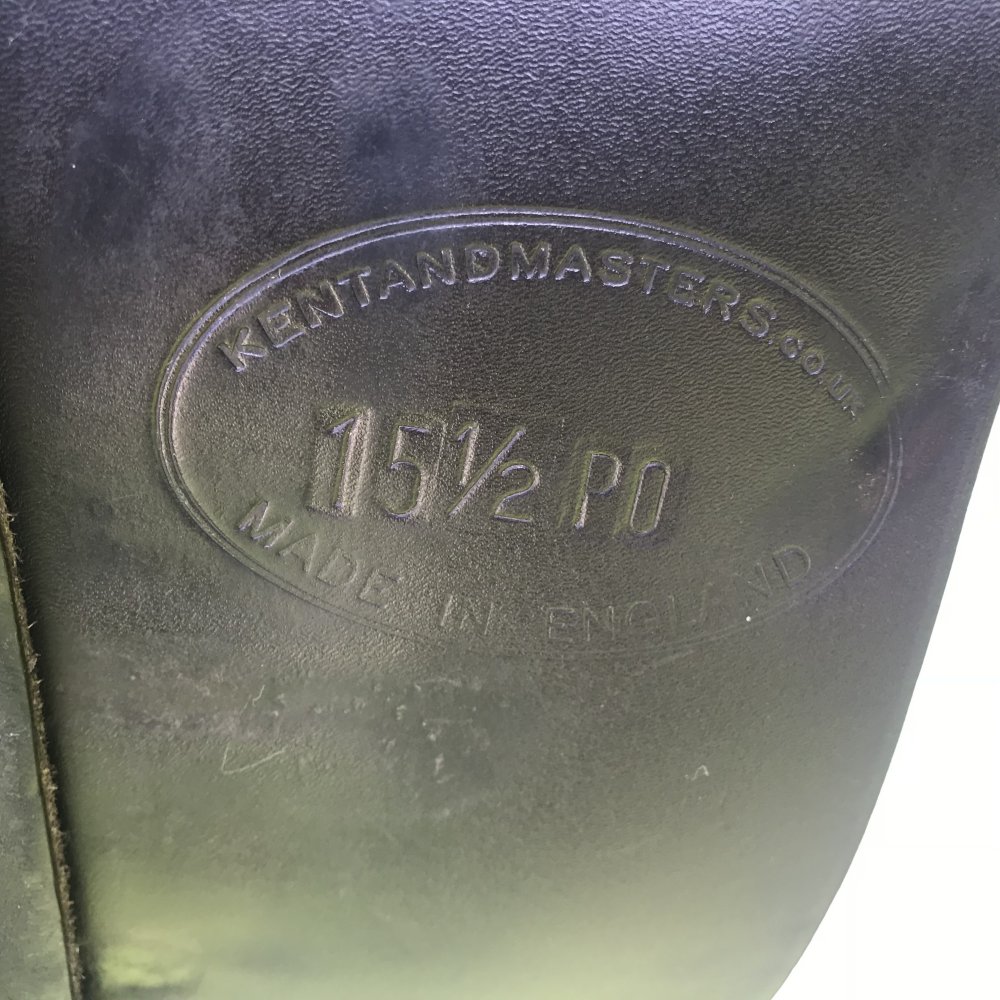 KENTANDMASTERS.CO.UK
15½ PO
MADE IN ENGLAND